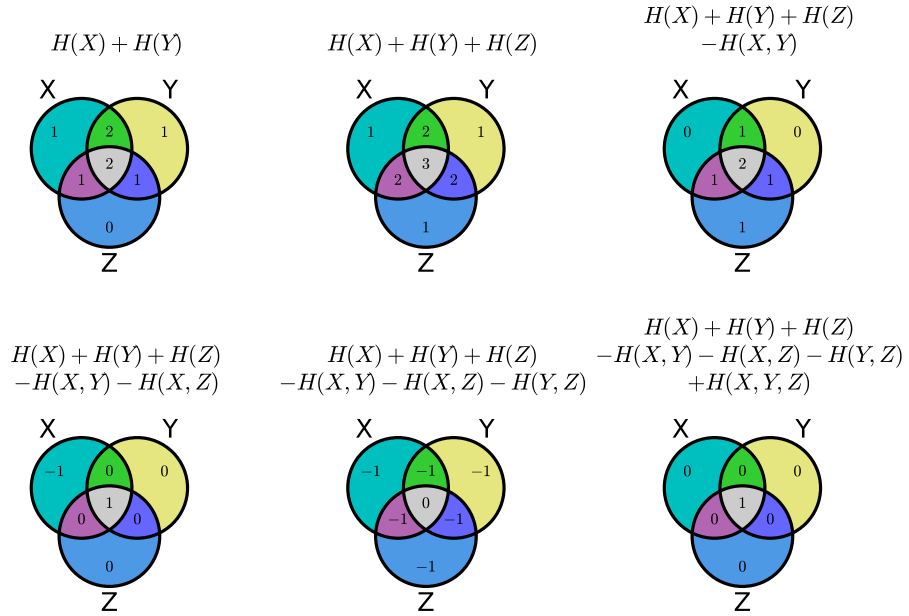 H(X) + H(Y)
X Y
1 2 1
2
1 1
0
Z
H(X) + H(Y) + H(Z)
X Y
1 2 1
3
2 2
1
Z
H(X) + H(Y) + H(Z)
−H(X, Y)
X Y
0 1 0
2
1 1
1
Z
H(X) + H(Y) + H(Z)
−H(X, Y) − H(X, Z)
X Y
−1 0 0
1
0 0
0
Z
H(X) + H(Y) + H(Z)
−H(X, Y) − H(X, Z) − H(Y, Z)
X Y
−1 −1 −1
0
−1 −1
−1
Z
H(X) + H(Y) + H(Z)
−H(X, Y) − H(X, Z) − H(Y, Z)
+H(X, Y, Z)
X Y
0 0 0
1
0 0
0
Z